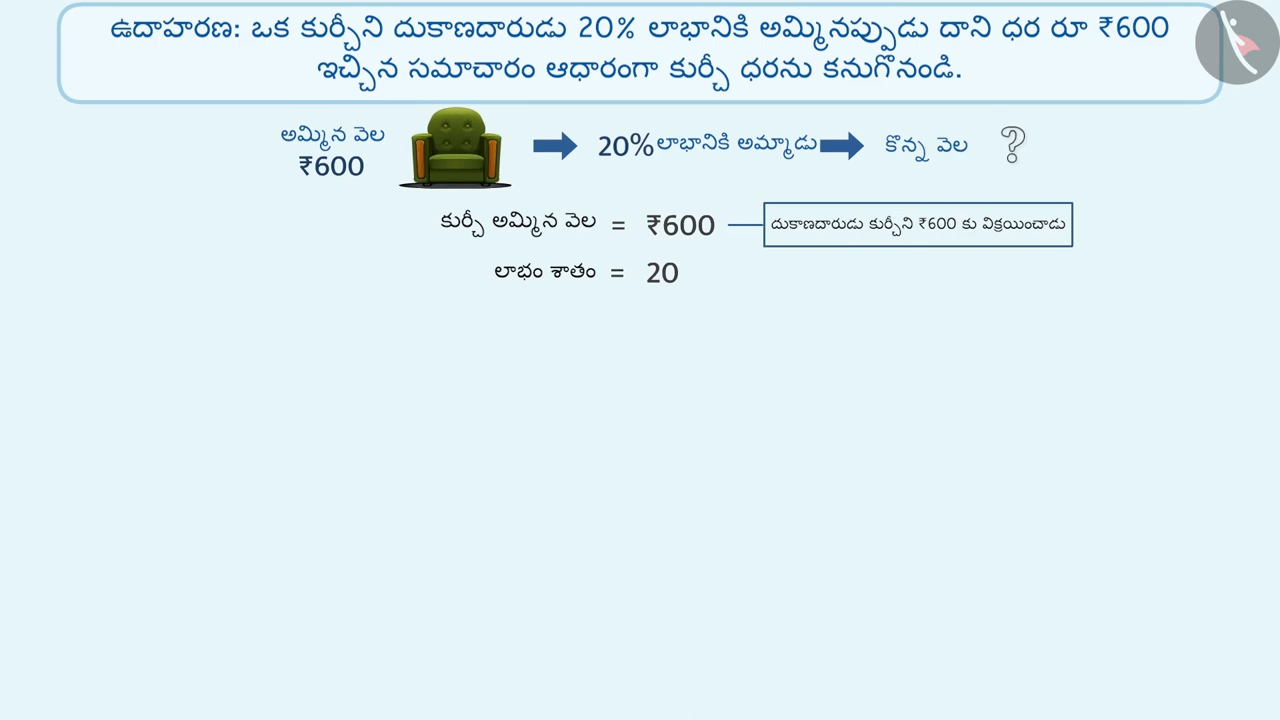 ఉదాహరణ: ఒక కుర్చీని దుకాణదారుడు 20% లాభానికి అమ్మినప్పుడు దాని ధర రూ ₹600
ఇచ్చిన సమాచారం ఆధారంగా కుర్చీ ధరను కనుగొనండి.
అమ్మిన వెల
₹600
20% లాభానికి అమ్మాడు
కొన్న వెల ?
కుర్చీ అమ్మిన వెల = ₹600
దుకాణదారుడు కుర్చీని ₹600 కు విక్రయించాడు
లాభం శాతం = 20